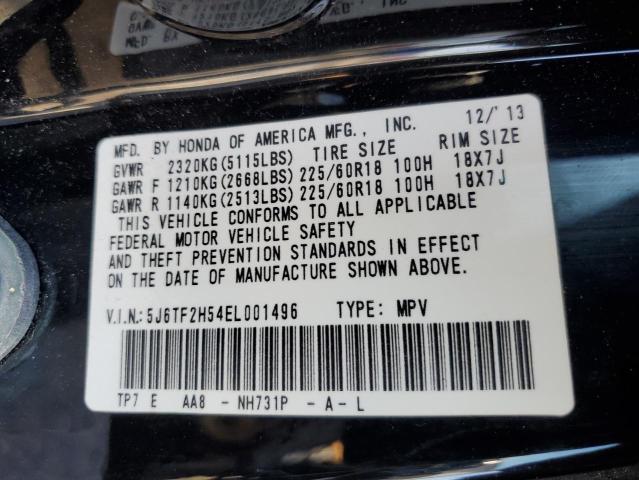 MFD. BY HONDA OF AMERICA MFG., INC. 12/'13
GVWR 2320KG(5115LBS) TIRE SIZE RIM SIZE
GAWR F 1210KG(2668LBS) 225/60R18 100H 18X7J
GAWR R 1140KG(2513LBS) 225/60R18 100H 18X7J
THIS VEHICLE CONFORMS TO ALL APPLICABLE
FEDERAL MOTOR VEHICLE SAFETY
AND THEFT PREVENTION STANDARDS IN EFFECT
ON THE DATE OF MANUFACTURE SHOWN ABOVE.
V.I.N.:5J6TF2H54EL001496 TYPE: MPV
TP7 E AA8 - NH731P - A - L